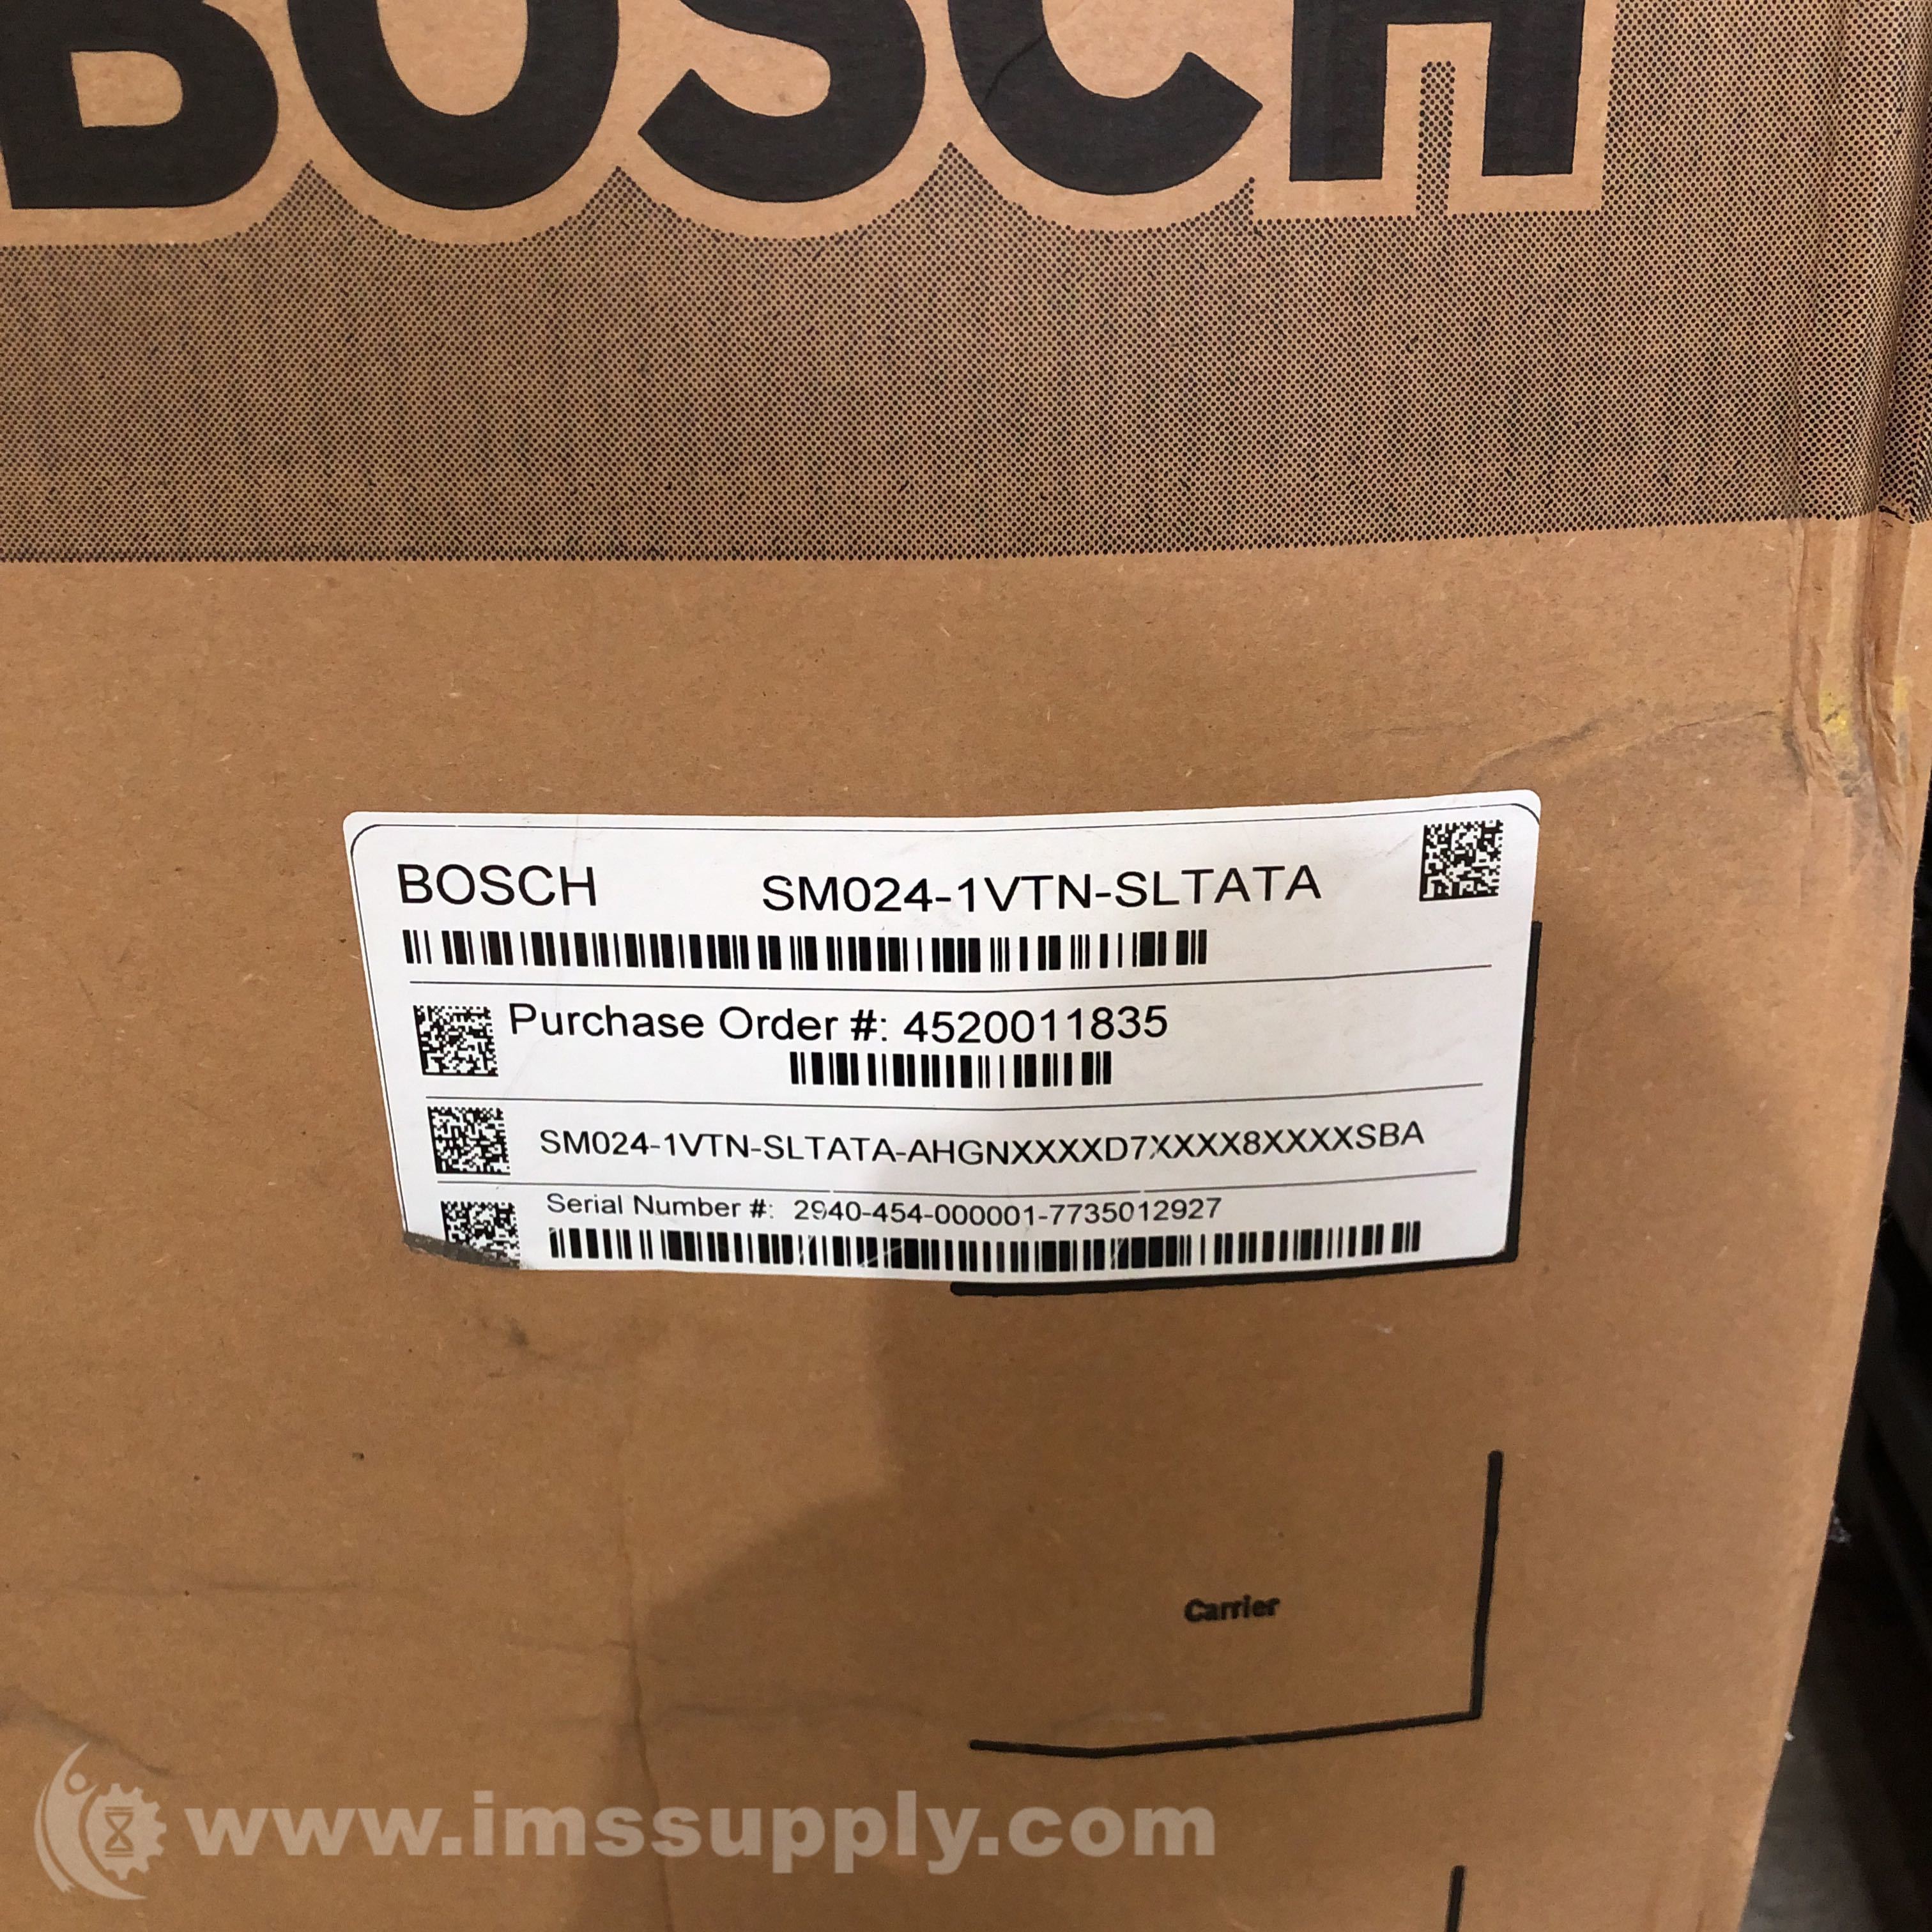 BOSCH
BOSCH SM024-1VTN-SLTATA
Purchase Order #: 4520011835
SM024-1VTN-SLTATA-AHGNXXXXD7XXXX8XXXXSBA
Serial Number #: 2940-454-000001-7735012927
Carrier
www.imssupply.com